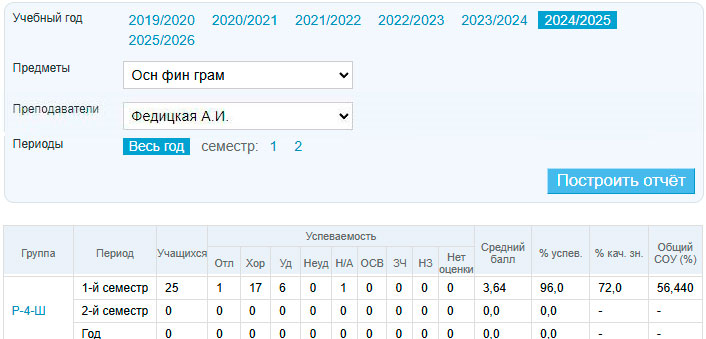 Учебный год 2019/2020 2020/2021 2021/2022 2022/2023 2023/2024 2024/2025
2025/2026
Предметы Осн фин грам
Преподаватели Федицкая А.И.
Периоды Весь год семестр: 1 2
Построить отчёт
Группа Период Учащихся Успеваемость Средний балл % успев. % кач. зн. Общий СОУ (%)
Отл Хор Уд Неуд Н/А ОСВ ЗЧ НЗ Нет оценки
Р-4-Ш 1-й семестр 25 1 17 6 0 1 0 0 0 0 3,64 96,0 72,0 56,440
2-й семестр 0 0 0 0 0 0 0 0 0 0 0,0 0,0 - -
Год 0 0 0 0 0 0 0 0 0 0 0,0 0,0 - -